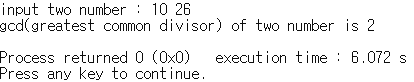 input two number : 10 26
gcd(greatest common divisor) of two number is 2
Process returned 0 (0x0)   execution time : 6.072 s
Press any key to continue.